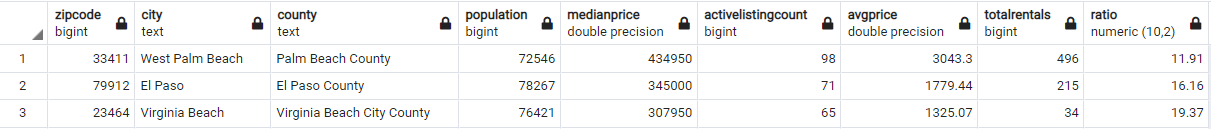 zipcode city county population medianprice activelistingcount avgprice totalrentals ratio
bigint text text bigint double precision bigint double precision bigint numeric (10,2)
1 33411 West Palm Beach Palm Beach County 72546 434950 98 3043.3 496 11.91
2 79912 El Paso El Paso County 78267 345000 71 1779.44 215 16.16
3 23464 Virginia Beach Virginia Beach City County 76421 307950 65 1325.07 34 19.37